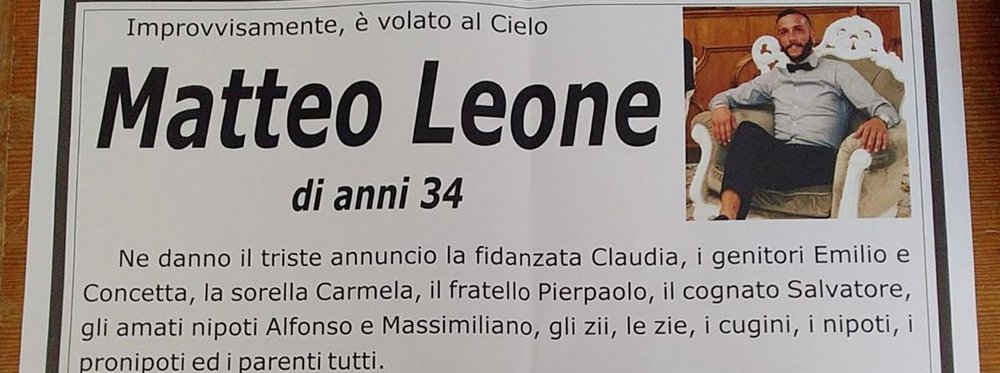 Improvvisamente, è volato al Cielo
Matteo Leone
di anni 34
Ne danno il triste annuncio la fidanzata Claudia, i genitori Emilio e
Concetta, la sorella Carmela, il fratello Pierpaolo, il cognato Salvatore,
gli amati nipoti Alfonso e Massimiliano, gli zii, le zie, i cugini, i nipoti, i
pronipoti ed i parenti tutti.